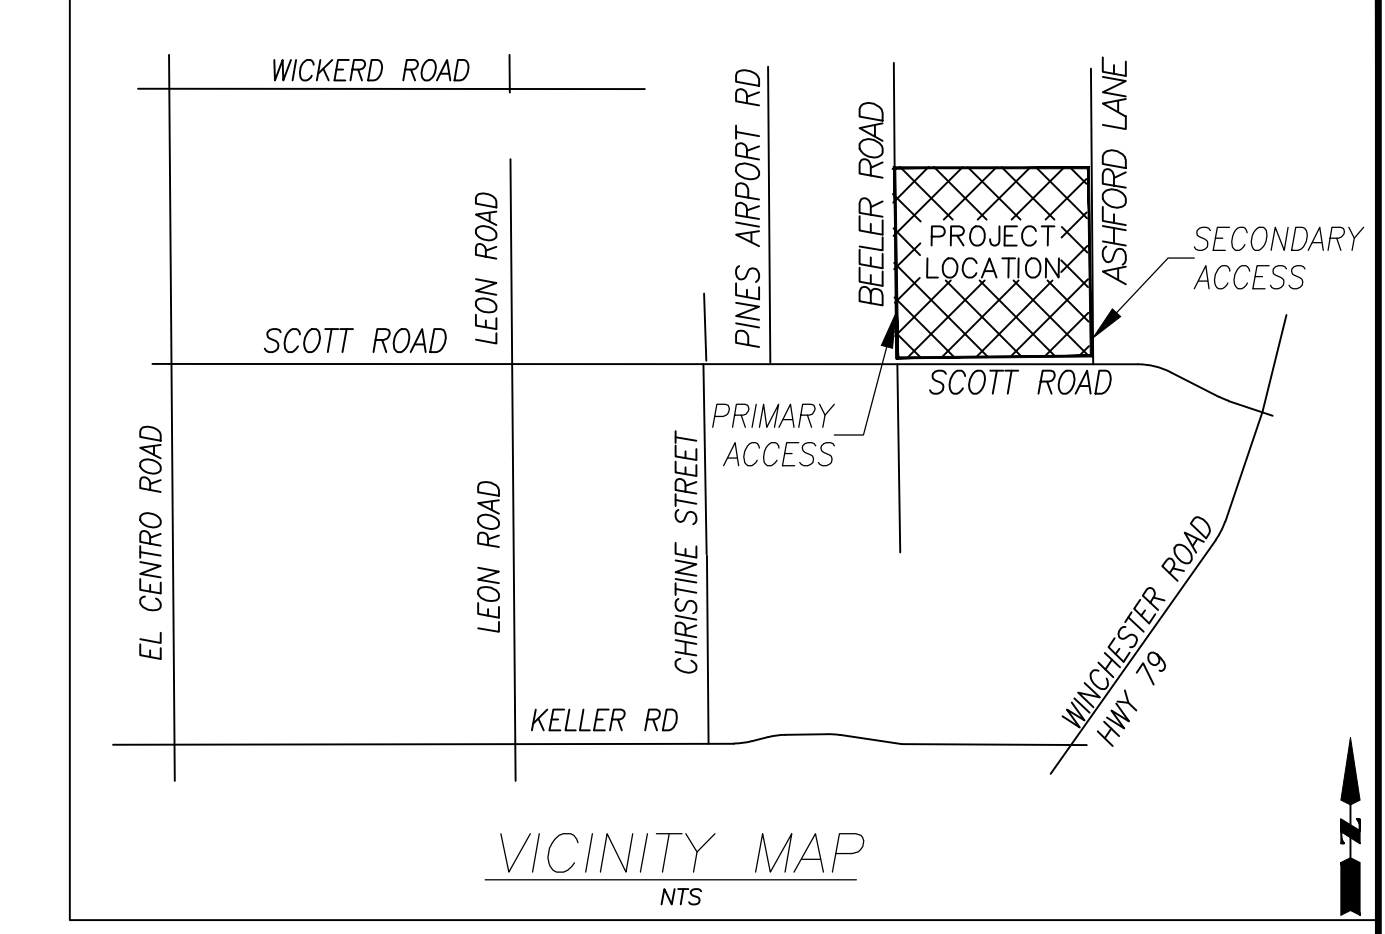 WICKERD ROAD
PINES AIRPORT RD
BEELER ROAD
ASHFORD LANE
LEON ROAD
PROJECT
LOCATION
SECONDARY
ACCESS
SCOTT ROAD
SCOTT ROAD
PRIMARY
ACCESS
EL CENTRO ROAD
LEON ROAD
CHRISTINE STREET
WINCHESTER ROAD
HWY 79
KELLER RD
VICINITY MAP
NTS
N